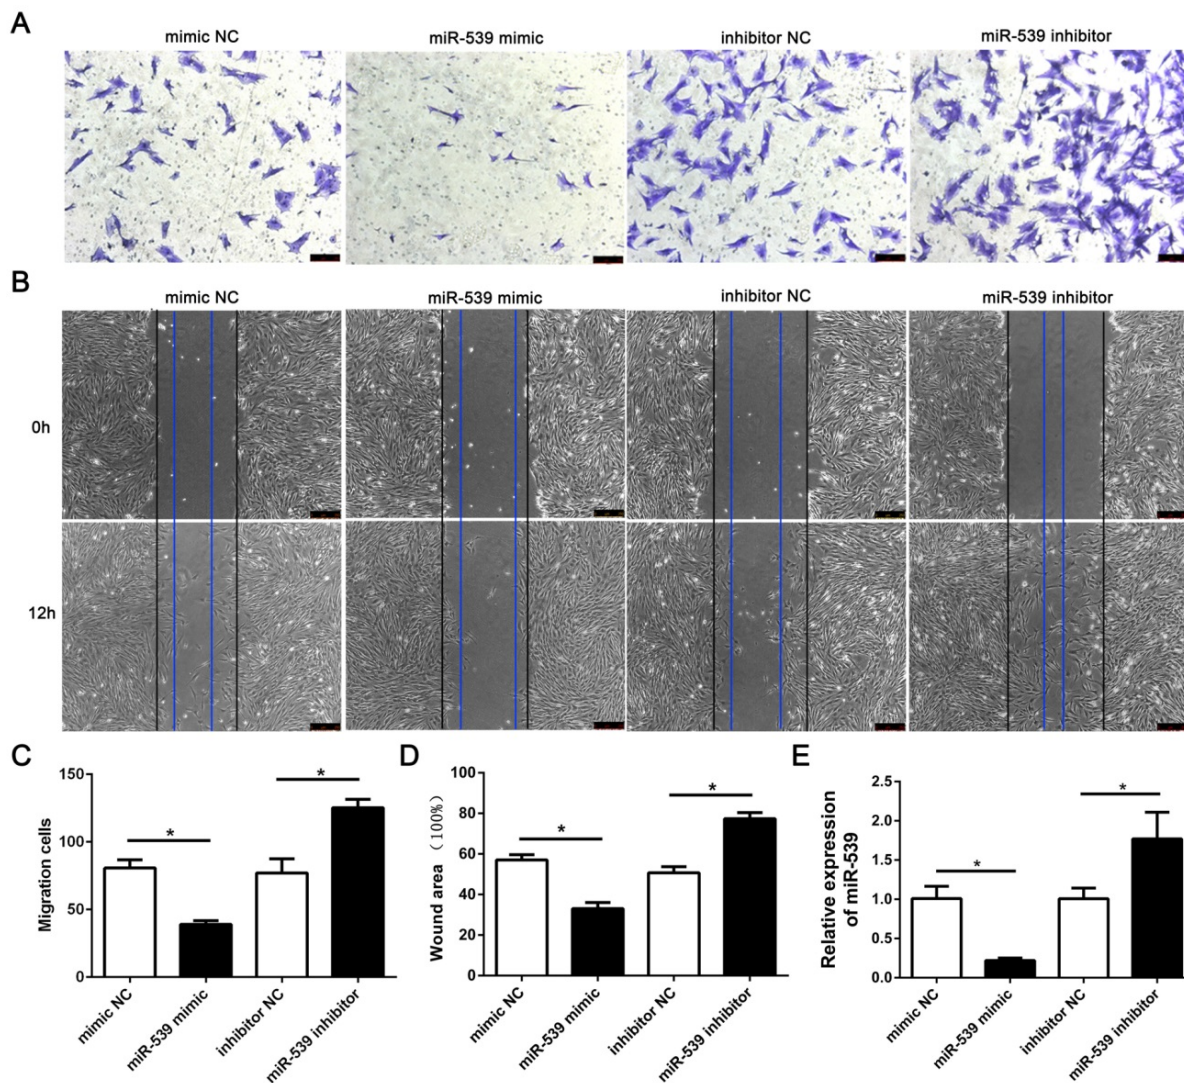 A
mimic NC
miR-539 mimic
inhibitor NC
miR-539 inhibitor
B
mimic NC
miR-539 mimic
inhibitor NC
miR-539 inhibitor
0h
12h
C
Migration cells
150
100
50
0
*
*
mimic NC
miR-539 mimic
inhibitor NC
miR-539 inhibitor
D
Wound area （100%）
100
80
60
40
20
0
*
*
mimic NC
miR-539 mimic
inhibitor NC
miR-539 inhibitor
E
Relative expression
of miR-539
2.5
2.0
1.5
1.0
0.5
0.0
*
*
mimic NC
miR-539 mimic
inhibitor NC
miR-539 inhibitor